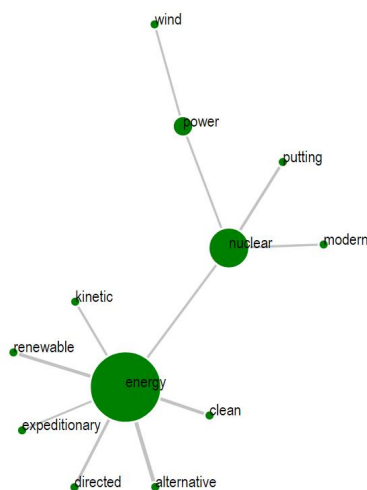 wind
power
putting
nuclear
modern
kinetic
renewable
energy
clean
expeditionary
directed
alternative